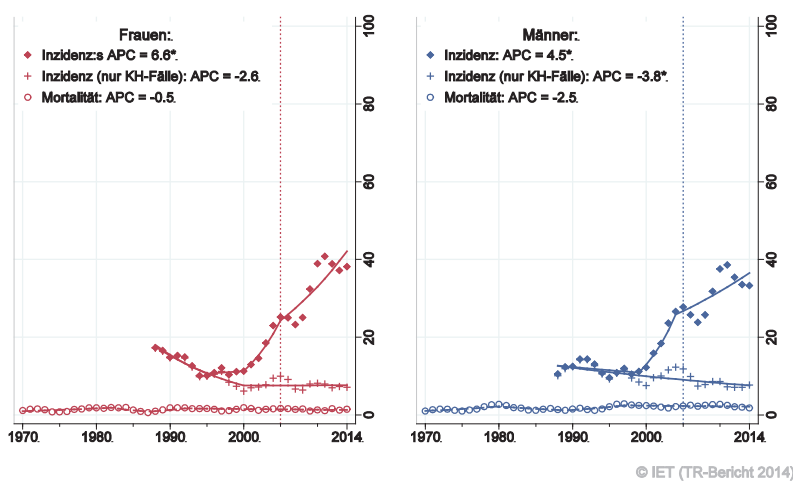 Frauen:.
Inzidenz:s APC = 6.6*.
Inzidenz (nur KH-Fälle): APC = -2.6.
Mortalität: APC = -0.5.
100
80
60
40
20
0
1970.
1980.
1990.
2000.
2014.
Männer:.
Inzidenz: APC = 4.5*.
Inzidenz (nur KH-Fälle): APC = -3.8*.
Mortalität: APC = -2.5.
100
80
60
40
20
0
1970.
1980.
1990.
2000.
2014.
© IET (TR-Bericht 2014)